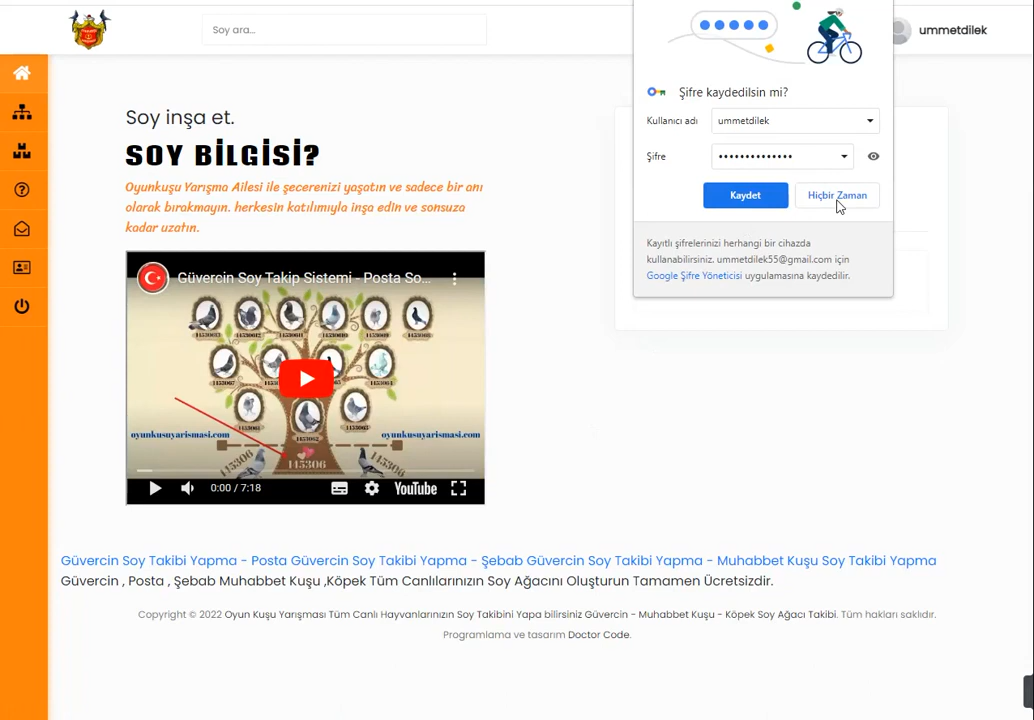 Soy ara...
ummetdilek
Şifre kaydedilsin mi?
Kullanıcı adı
ummetdilek
Şifre
••••••••••••••
Kaydet
Hiçbir Zaman
Kayıtlı şifrelerinizi herhangi bir cihazda
kullanabilirsiniz. ummetdilek55@gmail.com için
Google Şifre Yöneticisi uygulamasına kaydedilir.
Soy inşa et.
SOY BİLGİSİ?
Oyunkuşu Yarışma Ailesi ile şecerenizi yaşatın ve sadece bir anı
olarak bırakmayın. herkesin katılımıyla inşa edin ve sonsuza
kadar uzatın.
Güvercin Soy Takip Sistemi - Posta So...
oyunkusuyarismasi.com
oyunkusuyarismasi.com
145306
145306
0:00 / 7:18
YouTube
Güvercin Soy Takibi Yapma - Posta Güvercin Soy Takibi Yapma - Şebab Güvercin Soy Takibi Yapma - Muhabbet Kuşu Soy Takibi Yapma
Güvercin , Posta , Şebab Muhabbet Kuşu ,Köpek Tüm Canlılarınızın Soy Ağacını Oluşturun Tamamen Ücretsizdir.
Copyright © 2022 Oyun Kuşu Yarışması Tüm Canlı Hayvanlarınızın Soy Takibini Yapa bilirsiniz Güvercin - Muhabbet Kuşu - Köpek Soy Ağacı Takibi. Tüm hakları saklıdır.
Programlama ve tasarım Doctor Code.